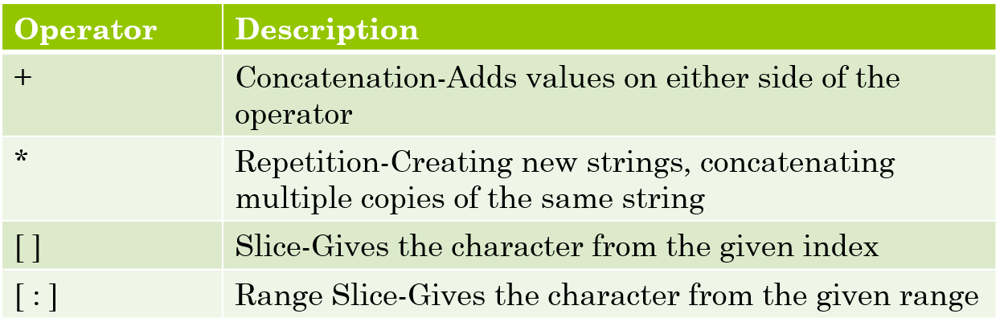 Operator Description
+ Concatenation-Adds values on either side of the
operator
* Repetition-Creating new strings, concatenating
multiple copies of the same string
[ ] Slice-Gives the character from the given index
[ : ] Range Slice-Gives the character from the given range